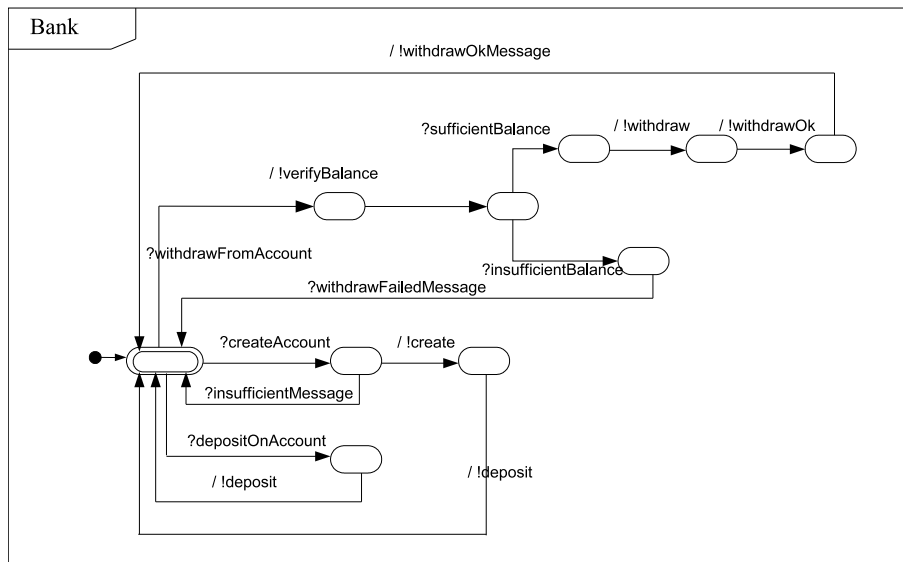 Bank
/ !withdrawOkMessage
?sufficientBalance
/ !withdraw
/ !withdrawOk
/ !verifyBalance
?withdrawFromAccount
?insufficientBalance
?withdrawFailedMessage
?createAccount
/ !create
?insufficientMessage
?depositOnAccount
/ !deposit
/ !deposit